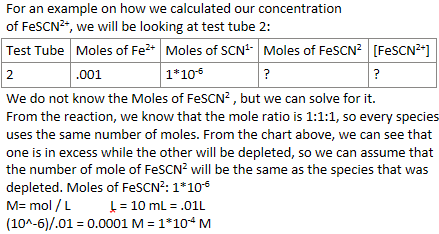 For an example on how we calculated our concentration
of FeSCN²⁺, we will be looking at test tube 2:
Test Tube Moles of Fe²⁺ Moles of SCN¹⁻ Moles of FeSCN² [FeSCN²⁺]
2 .001 1*10⁻⁶ ? ?
We do not know the Moles of FeSCN² , but we can solve for it.
From the reaction, we know that the mole ratio is 1:1:1, so every species
uses the same number of moles. From the chart above, we can see that
one is in excess while the other will be depleted, so we can assume that
the number of mole of FeSCN² will be the same as the species that was
depleted. Moles of FeSCN²: 1*10⁻⁶
M= mol / L L = 10 mL = .01L
(10^-6)/.01 = 0.0001 M = 1*10⁻⁴ M